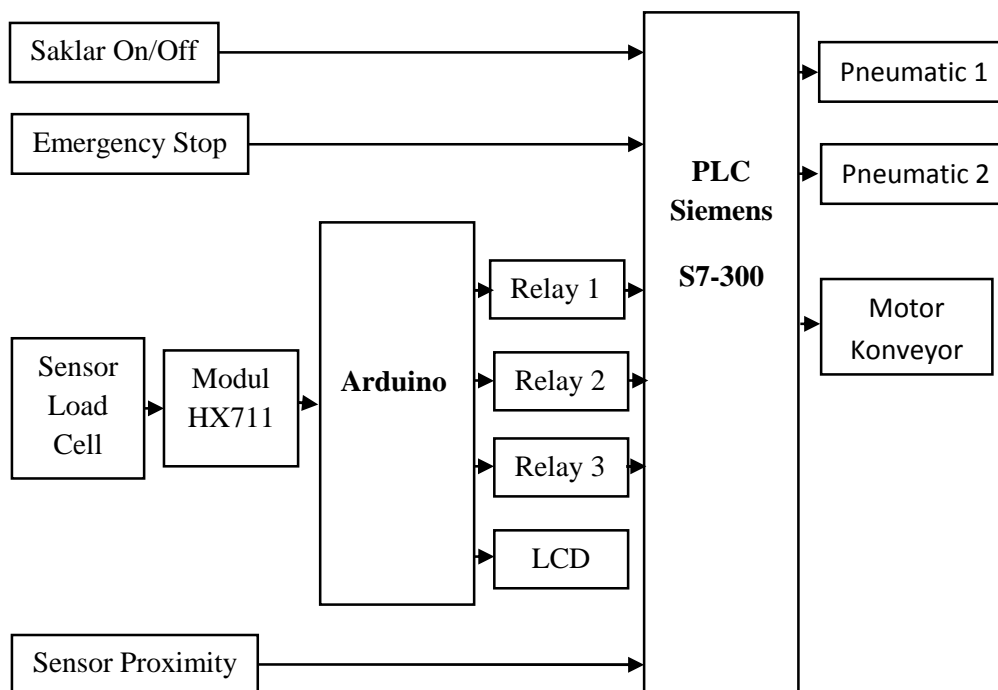 Saklar On/Off
Emergency Stop
Sensor
Load
Cell
Modul
HX711
Arduino
Relay 1
Relay 2
Relay 3
LCD
Sensor Proximity
PLC
Siemens
S7-300
Pneumatic 1
Pneumatic 2
Motor
Konveyor